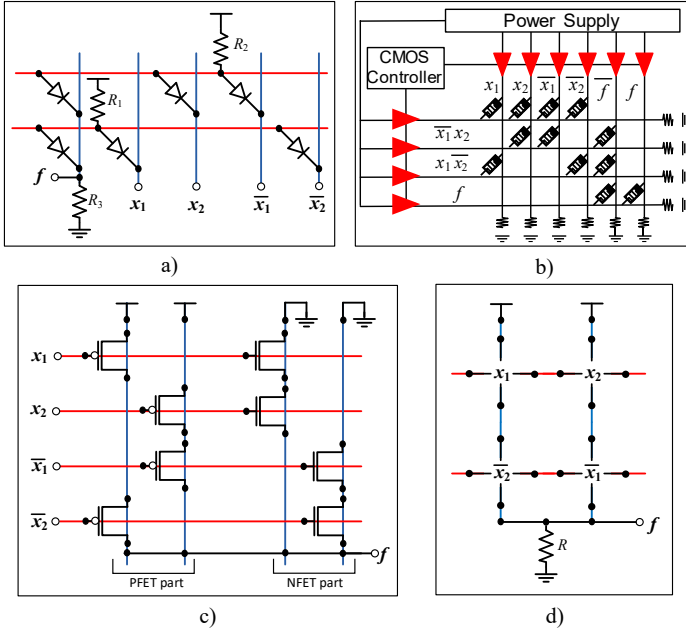 R₂
R₁
f
R₃
x₁ x₂ x̅₁ x̅₂
a)
Power Supply
CMOS
Controller
x₁ x₂ x̅₁ x̅₂ f̅ f
x̅₁ x₂
x₁ x̅₂
f
b)
x₁
x₂
x̅₁
x̅₂
f
PFET part NFET part
c)
x₁ x₂
x̅₂ x̅₁
f
R
d)